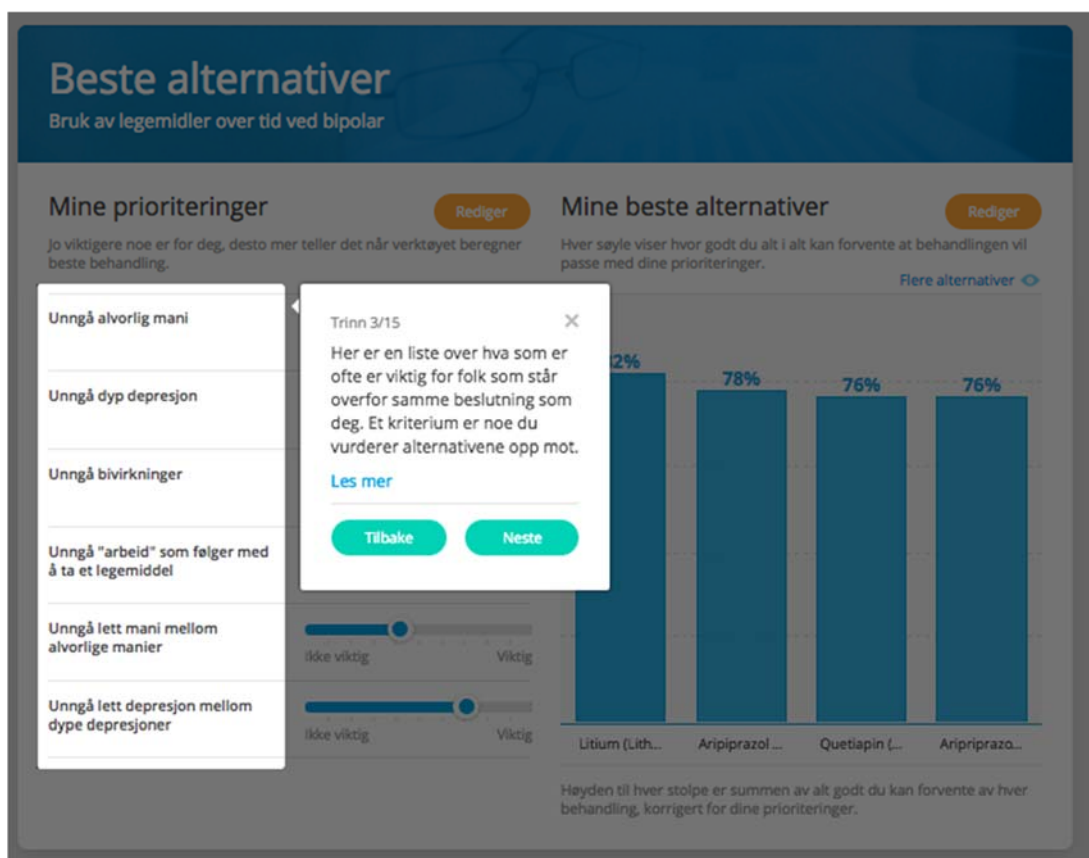 Beste alternativer
Bruk av legemidler over tid ved bipolar
Mine prioriteringer
Rediger
Jo viktigere noe er for deg, desto mer teller det når verktøyet beregner
beste behandling.
Unngå alvorlig mani
Unngå dyp depresjon
Unngå bivirkninger
Unngå "arbeid" som følger med
å ta et legemiddel
Unngå lett mani mellom
alvorlige manier
Ikke viktig
Viktig
Unngå lett depresjon mellom
dype depresjoner
Ikke viktig
Viktig
Trinn 3/15
Her er en liste over hva som er
ofte er viktig for folk som står
overfor samme beslutning som
deg. Et kriterium er noe du
vurderer alternativene opp mot.
Les mer
Tilbake
Neste
Mine beste alternativer
Rediger
Hver søyle viser hvor godt du alt i alt kan forvente at behandlingen vil
passe med dine prioriteringer.
Flere alternativer
2%
78%
76%
76%
Litium (Lith...
Aripiprazol ...
Quetiapin (...
Aripriprazo...
Høyden til hver stolpe er summen av alt godt du kan forvente av hver
behandling, korrigert for dine prioriteringer.